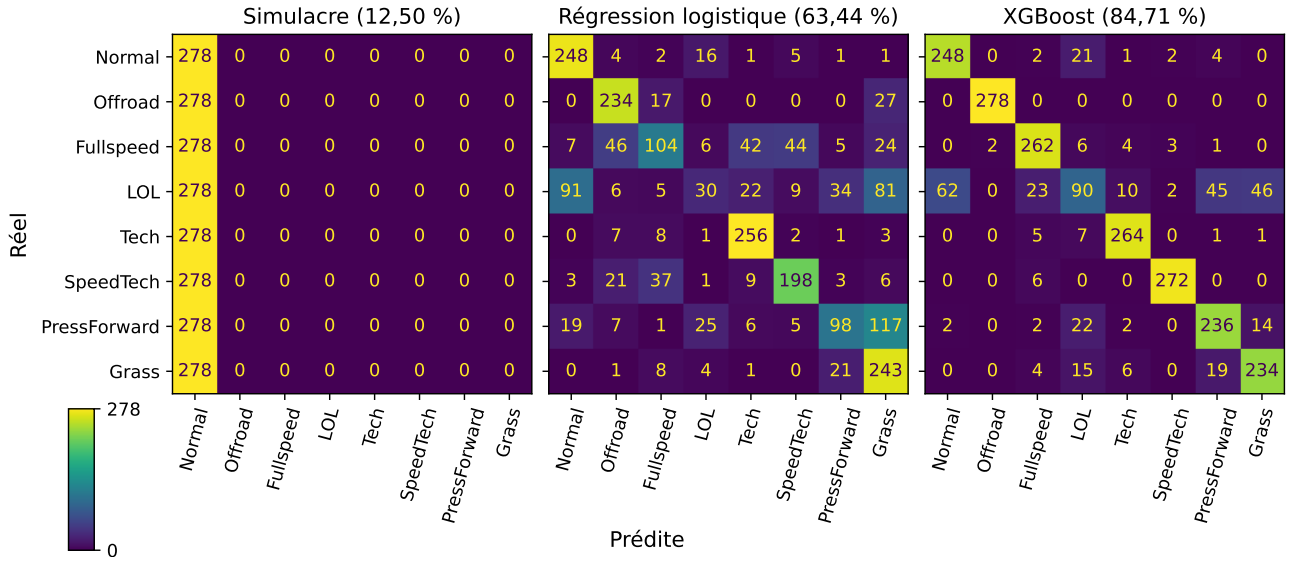 Simulacre (12,50 %) Régression logistique (63,44 %) XGBoost (84,71 %)
Normal 278 0 0 0 0 0 0 0 248 4 2 16 1 5 1 1 248 0 2 21 1 2 4 0
Offroad 278 0 0 0 0 0 0 0 0 234 17 0 0 0 0 27 0 278 0 0 0 0 0 0
Fullspeed 278 0 0 0 0 0 0 0 7 46 104 6 42 44 5 24 0 2 262 6 4 3 1 0
LOL 278 0 0 0 0 0 0 0 91 6 5 30 22 9 34 81 62 0 23 90 10 2 45 46
Tech 278 0 0 0 0 0 0 0 0 7 8 1 256 2 1 3 0 0 5 7 264 0 1 1
SpeedTech 278 0 0 0 0 0 0 0 3 21 37 1 9 198 3 6 0 0 6 0 0 272 0 0
PressForward 278 0 0 0 0 0 0 0 19 7 1 25 6 5 98 117 2 0 2 22 2 0 236 14
Grass 278 0 0 0 0 0 0 0 0 1 8 4 1 0 21 243 0 0 4 15 6 0 19 234
Réel
Normal Offroad Fullspeed LOL Tech SpeedTech PressForward Grass Normal Offroad Fullspeed LOL Tech SpeedTech PressForward Grass Normal Offroad Fullspeed LOL Tech SpeedTech PressForward Grass
278
0
Prédite